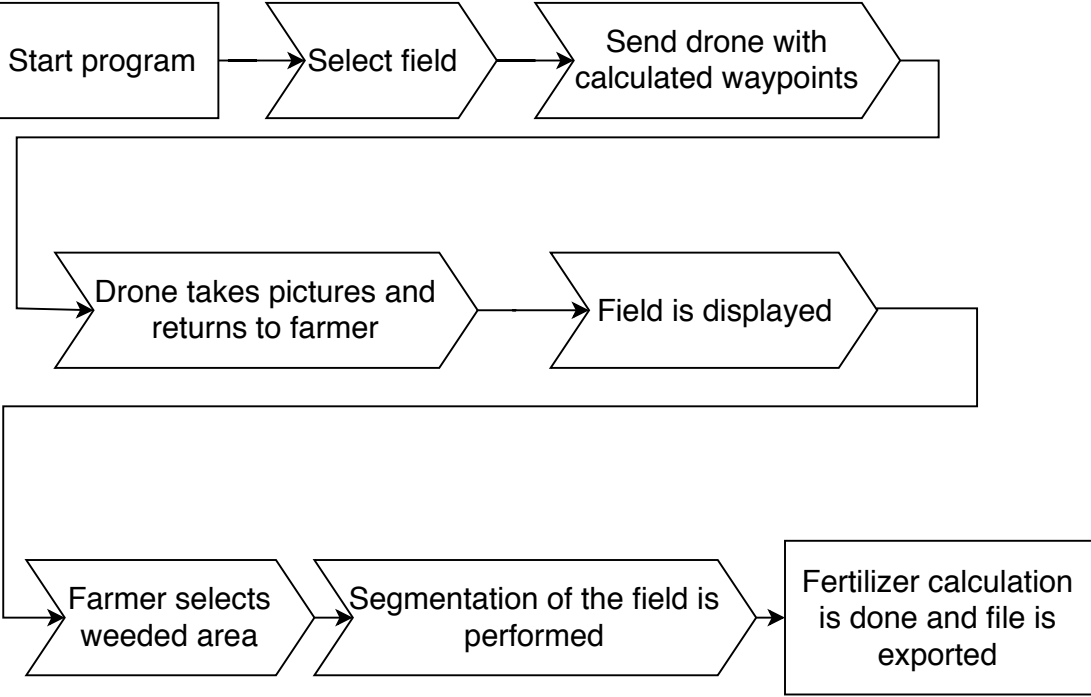 Start program
Select field
Send drone with
calculated waypoints
Drone takes pictures and
returns to farmer
Field is displayed
Farmer selects
weeded area
Segmentation of the field is
performed
Fertilizer calculation
is done and file is
exported